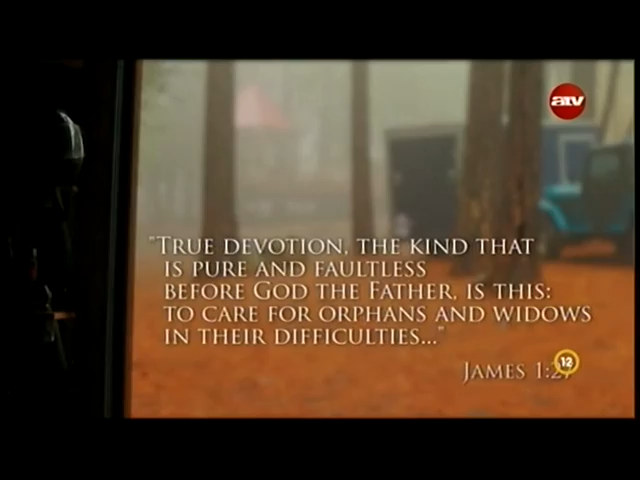 atv
"TRUE DEVOTION, THE KIND THAT
IS PURE AND FAULTLESS
BEFORE GOD THE FATHER, IS THIS:
TO CARE FOR ORPHANS AND WIDOWS
IN THEIR DIFFICULTIES..."
JAMES 1:27
12